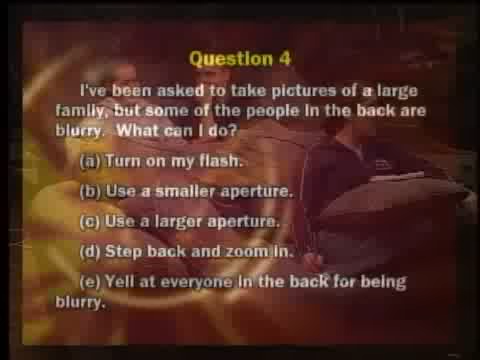 Question 4
I've been asked to take pictures of a large
family, but some of the people in the back are
blurry. What can I do?
(a) Turn on my flash.
(b) Use a smaller aperture.
(c) Use a larger aperture.
(d) Step back and zoom in.
(e) Yell at everyone in the back for being
blurry.